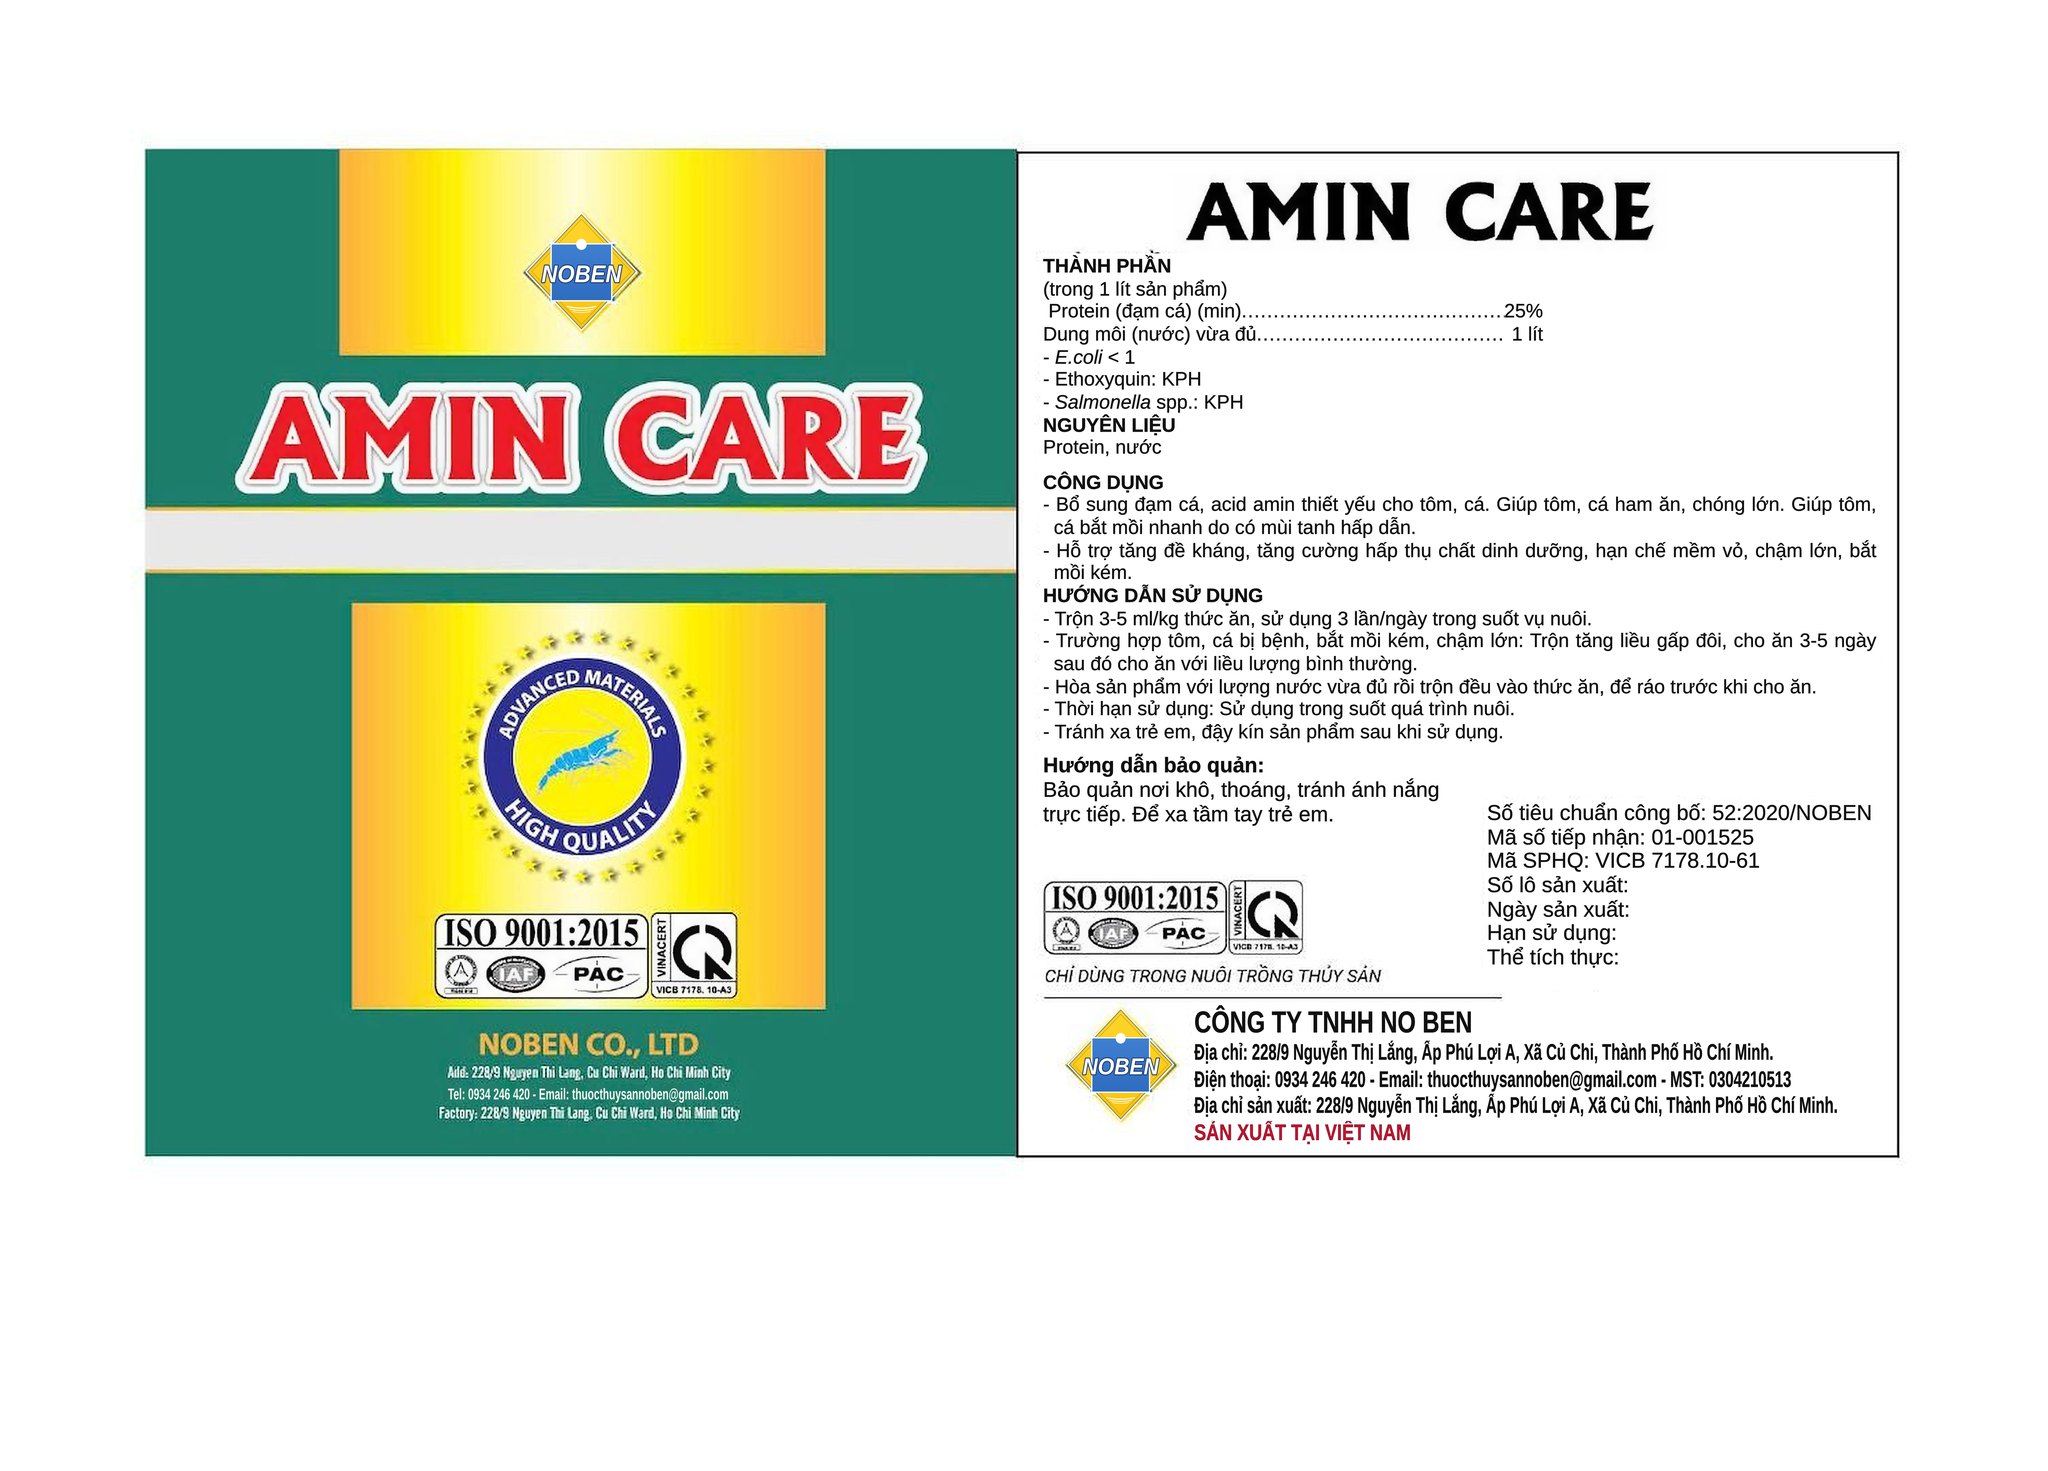 NOBEN
AMIN CARE
ADVANCED MATERIALS
HIGH QUALITY
ISO 9001:2015
IAF
PAC
VINACERT
VICB 7178. 10-A3
NOBEN CO., LTD
Add: 228/9 Nguyen Thi Lang, Cu Chi Ward, Ho Chi Minh City
Tel: 0934 246 420 - Email: thuocthuysannoben@gmail.com
Factory: 228/9 Nguyen Thi Lang, Cu Chi Ward, Ho Chi Minh City
AMIN CARE
THÀNH PHẦN
(trong 1 lít sản phẩm)
Protein (đạm cá) (min)........................................25%
Dung môi (nước) vừa đủ....................................... 1 lít
- E.coli < 1
- Ethoxyquin: KPH
- Salmonella spp.: KPH
NGUYÊN LIỆU
Protein, nước
CÔNG DỤNG
- Bổ sung đạm cá, acid amin thiết yếu cho tôm, cá. Giúp tôm, cá ham ăn, chóng lớn. Giúp tôm,
cá bắt mồi nhanh do có mùi tanh hấp dẫn.
- Hỗ trợ tăng đề kháng, tăng cường hấp thụ chất dinh dưỡng, hạn chế mềm vỏ, chậm lớn, bắt
mồi kém.
HƯỚNG DẪN SỬ DỤNG
- Trộn 3-5 ml/kg thức ăn, sử dụng 3 lần/ngày trong suốt vụ nuôi.
- Trường hợp tôm, cá bị bệnh, bắt mồi kém, chậm lớn: Trộn tăng liều gấp đôi, cho ăn 3-5 ngày
sau đó cho ăn với liều lượng bình thường.
- Hòa sản phẩm với lượng nước vừa đủ rồi trộn đều vào thức ăn, để ráo trước khi cho ăn.
- Thời hạn sử dụng: Sử dụng trong suốt quá trình nuôi.
- Tránh xa trẻ em, đậy kín sản phẩm sau khi sử dụng.
Hướng dẫn bảo quản:
Bảo quản nơi khô, thoáng, tránh ánh nắng
trực tiếp. Để xa tầm tay trẻ em.
Số tiêu chuẩn công bố: 52:2020/NOBEN
Mã số tiếp nhận: 01-001525
Mã SPHQ: VICB 7178.10-61
Số lô sản xuất:
Ngày sản xuất:
Hạn sử dụng:
Thể tích thực:
ISO 9001:2015
IAF
PAC
VINACERT
VICB 7178. 10-A3
CHỈ DÙNG TRONG NUÔI TRỒNG THỦY SẢN
NOBEN
CÔNG TY TNHH NO BEN
Địa chỉ: 228/9 Nguyễn Thị Lắng, Ấp Phú Lợi A, Xã Củ Chi, Thành Phố Hồ Chí Minh.
Điện thoại: 0934 246 420 - Email: thuocthuysannoben@gmail.com - MST: 0304210513
Địa chỉ sản xuất: 228/9 Nguyễn Thị Lắng, Ấp Phú Lợi A, Xã Củ Chi, Thành Phố Hồ Chí Minh.
SẢN XUẤT TẠI VIỆT NAM